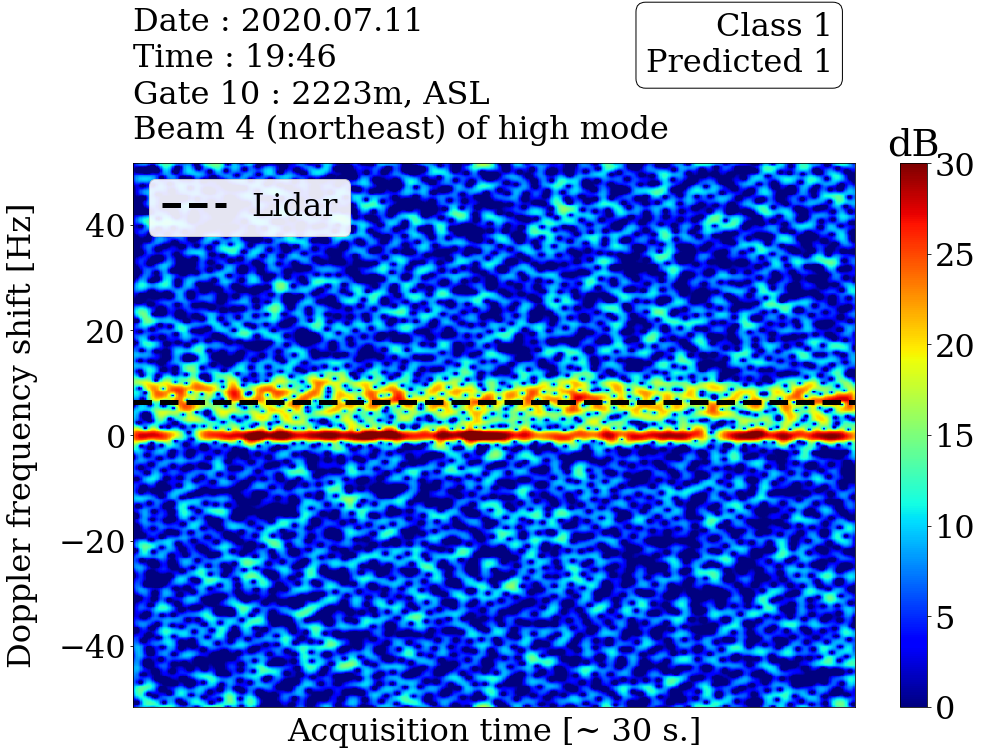 Date : 2020.07.11
Time : 19:46
Gate 10 : 2223m, ASL
Beam 4 (northeast) of high mode
Class 1
Predicted 1
dB
Lidar
Doppler frequency shift [Hz]
40
20
0
−20
−40
Acquisition time [~ 30 s.]
30
25
20
15
10
5
0